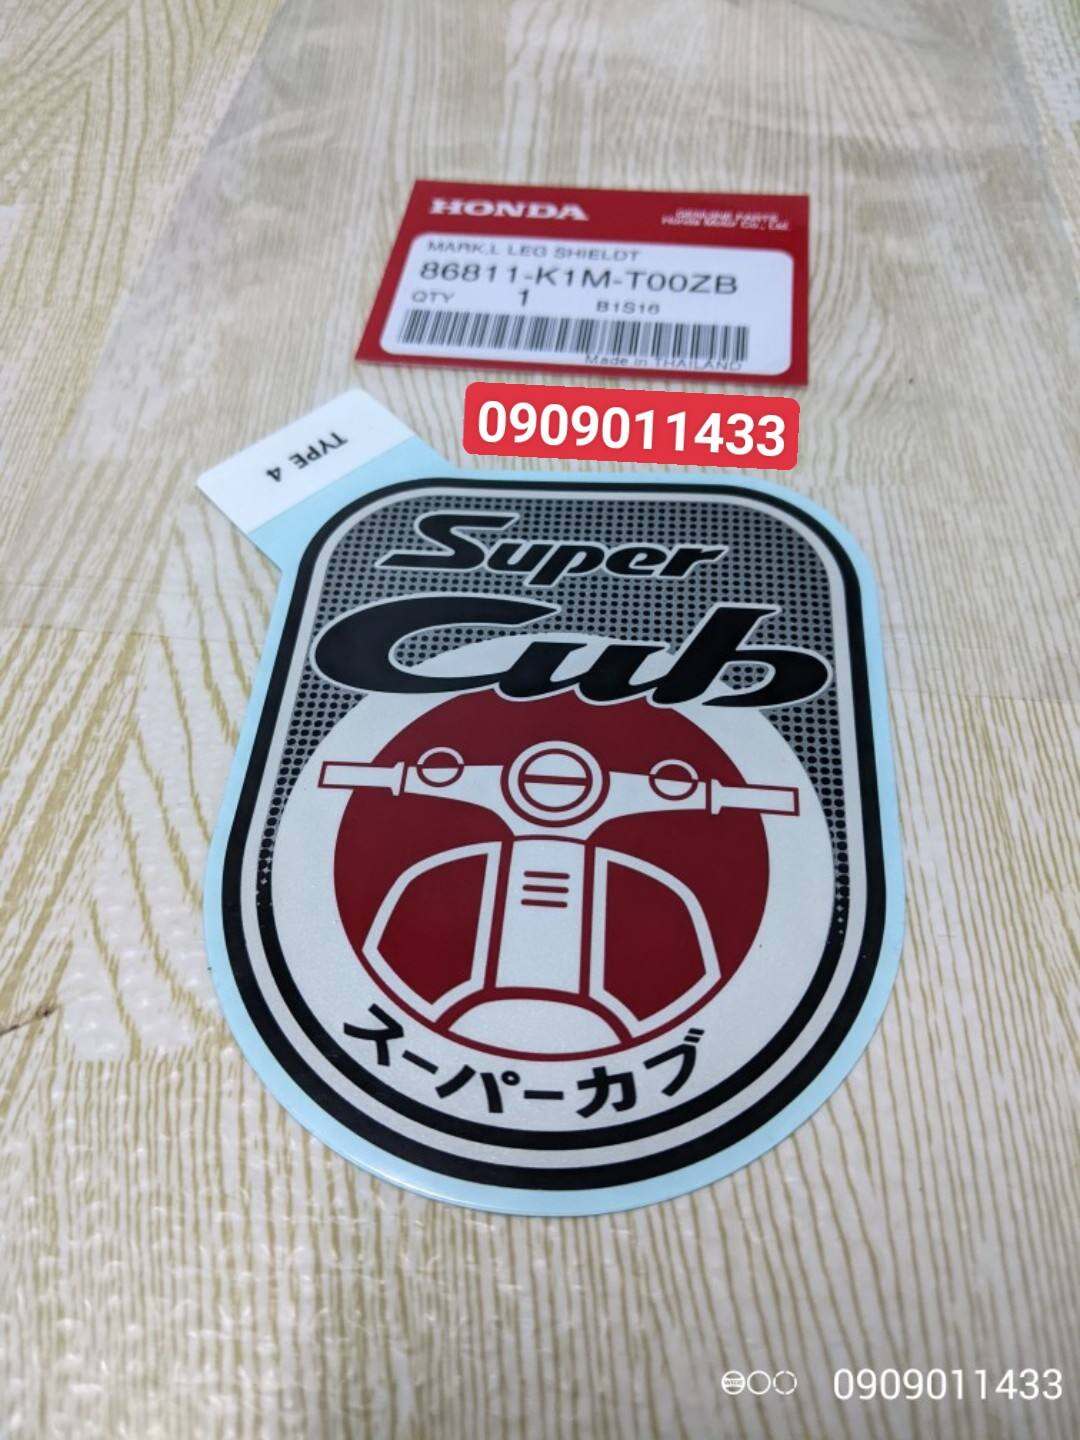 HONDA
GENUINE PARTS
Honda Motor Co., Ltd.
MARK,L LEG SHIELDT
86811-K1M-T00ZB
QTY 1 B1S16
Made in THAILAND
0909011433
TYPE 4
Super
Cub
スーパーカブ
0909011433